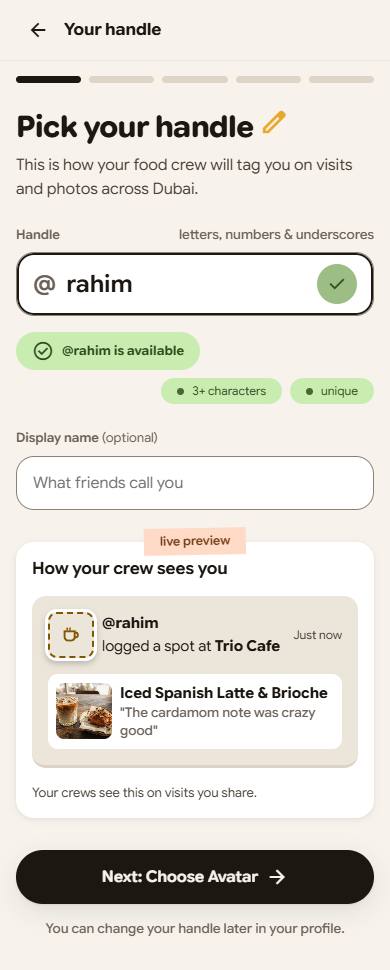 Your handle
Pick your handle
This is how your food crew will tag you on visits
and photos across Dubai.
Handle
letters, numbers & underscores
@ rahim
@rahim is available
3+ characters
unique
Display name (optional)
What friends call you
live preview
How your crew sees you
@rahim
logged a spot at Trio Cafe
Just now
Iced Spanish Latte & Brioche
"The cardamom note was crazy
good"
Your crews see this on visits you share.
Next: Choose Avatar
You can change your handle later in your profile.